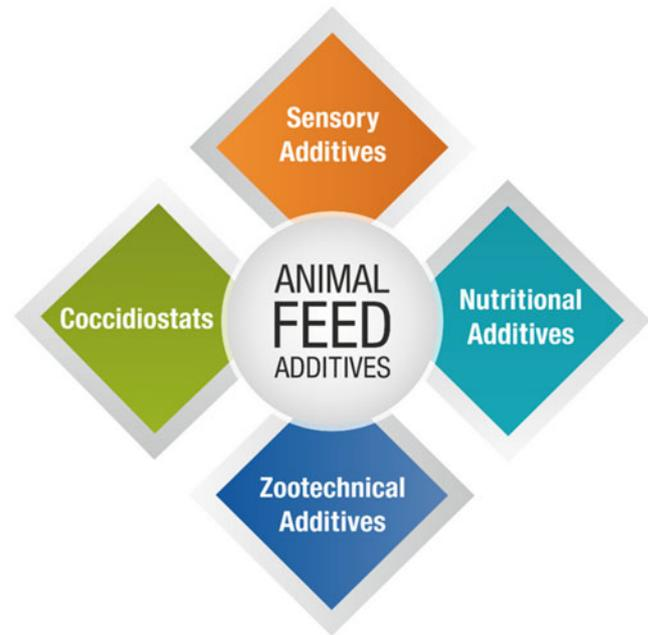 Sensory
Additives
Coccidiostats
ANIMAL
FEED
ADDITIVES
Nutritional
Additives
Zootechnical
Additives